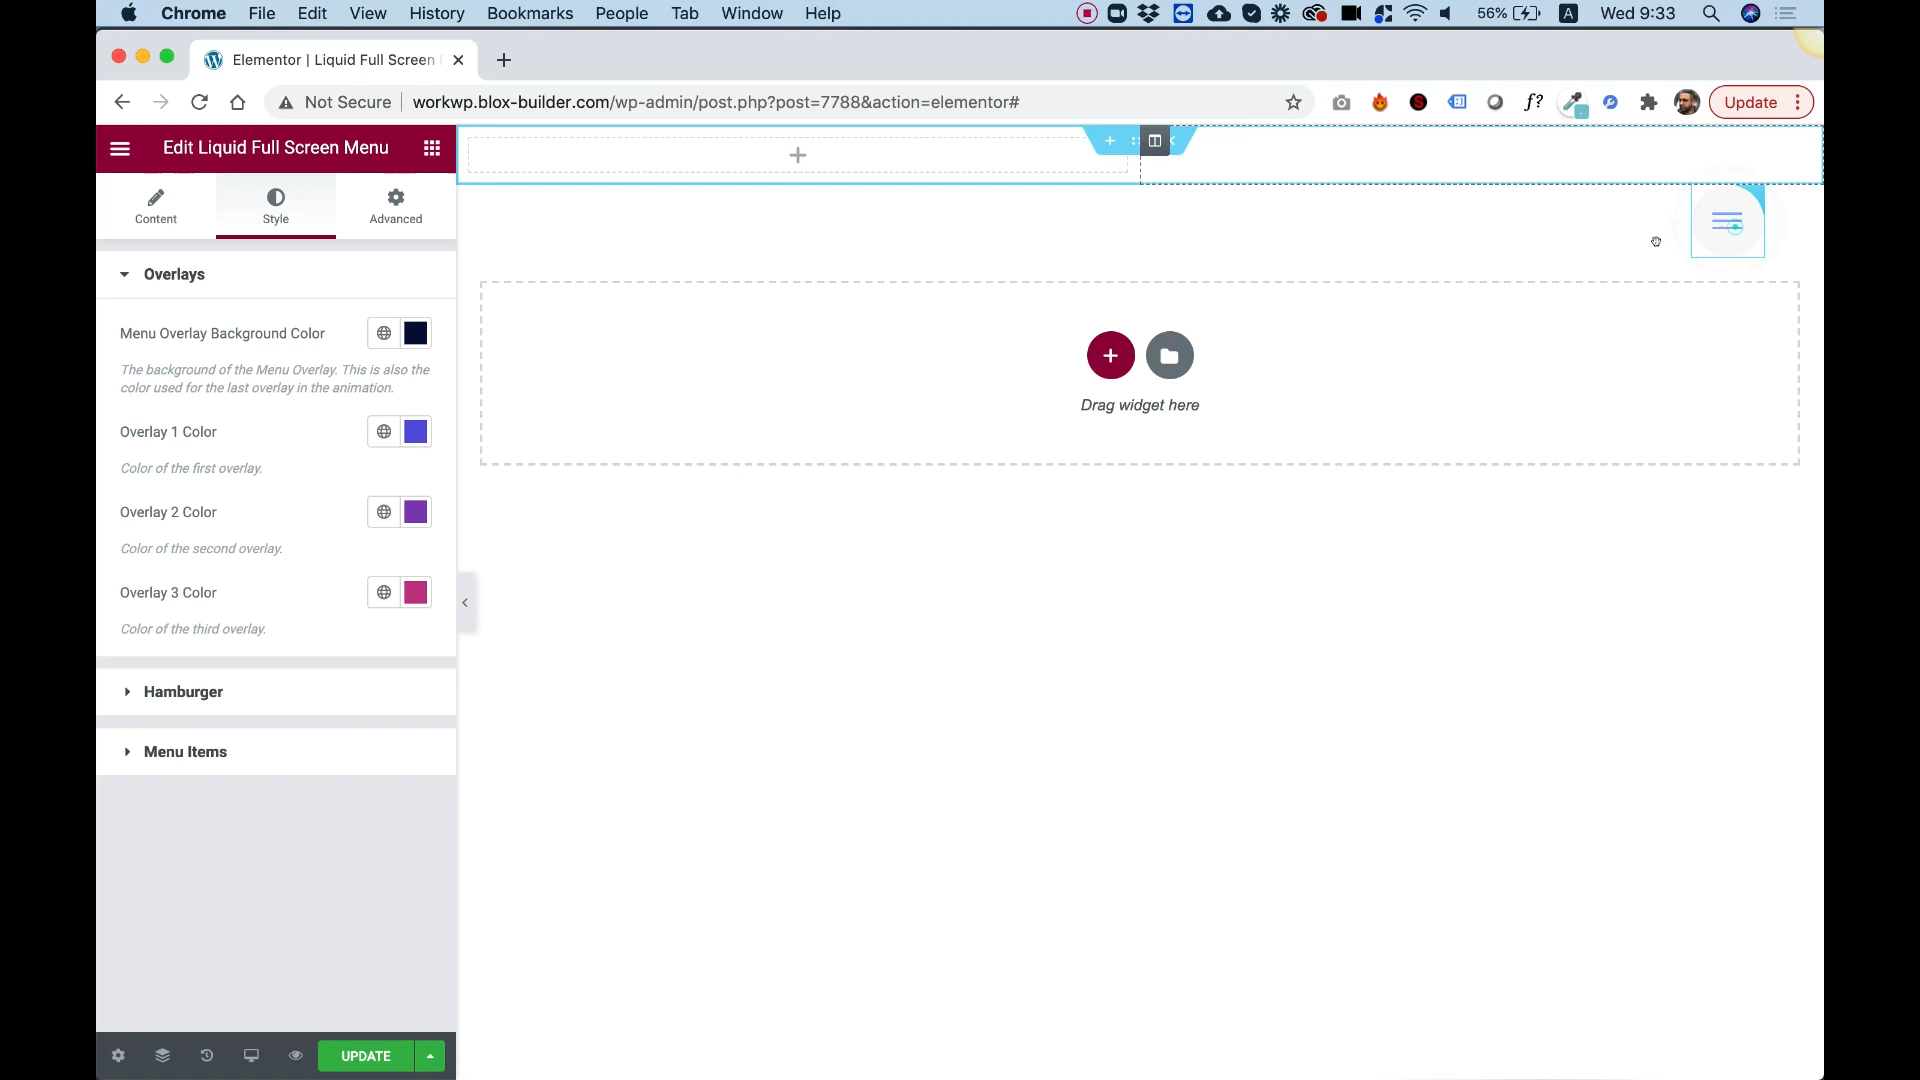 Chrome File Edit View History Bookmarks People Tab Window Help 56% A Wed 9:33
Elementor | Liquid Full Screen
Not Secure workwp.blox-builder.com/wp-admin/post.php?post=7788&action=elementor# f? Update
Edit Liquid Full Screen Menu
Content Style Advanced
Overlays
Menu Overlay Background Color
The background of the Menu Overlay. This is also the
color used for the last overlay in the animation.
Overlay 1 Color
Color of the first overlay.
Overlay 2 Color
Color of the second overlay.
Overlay 3 Color
Color of the third overlay.
Hamburger
Menu Items
UPDATE
Drag widget here